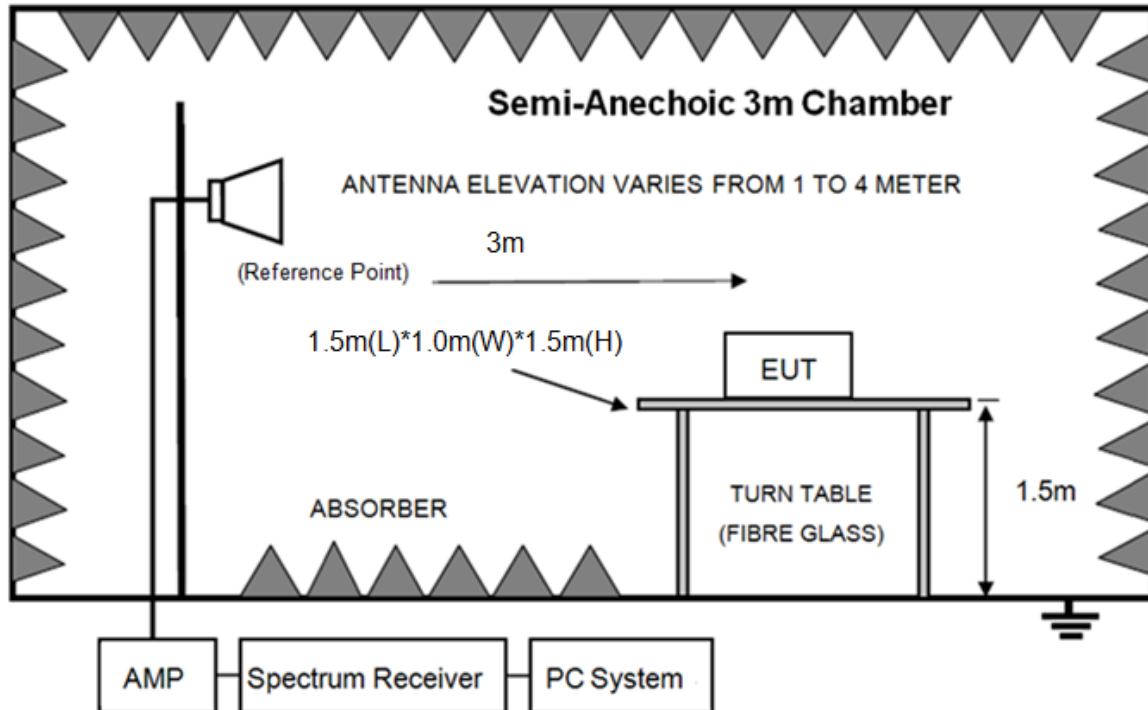 Semi-Anechoic 3m Chamber
ANTENNA ELEVATION VARIES FROM 1 TO 4 METER
3m
(Reference Point)
1.5m(L)*1.0m(W)*1.5m(H)
EUT
TURN TABLE
(FIBRE GLASS)
1.5m
ABSORBER
AMP
Spectrum Receiver
PC System